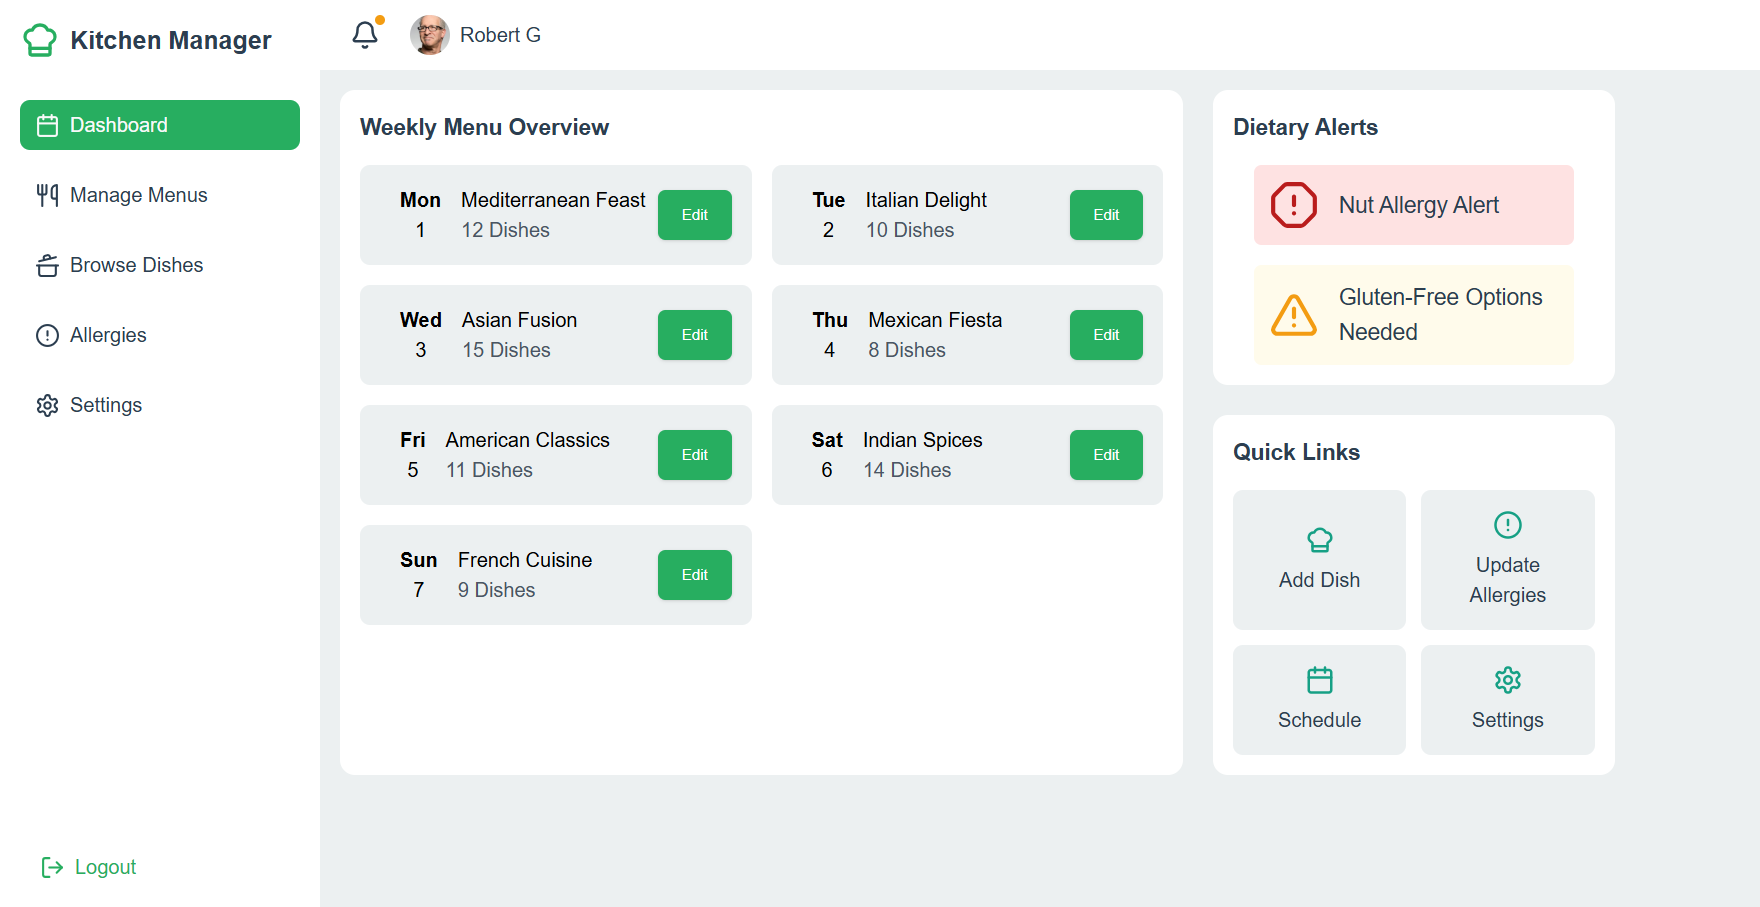 Kitchen Manager
Robert G
Dashboard
Manage Menus
Browse Dishes
Allergies
Settings
Logout
Weekly Menu Overview
Mon
1
Mediterranean Feast
12 Dishes
Edit
Tue
2
Italian Delight
10 Dishes
Edit
Wed
3
Asian Fusion
15 Dishes
Edit
Thu
4
Mexican Fiesta
8 Dishes
Edit
Fri
5
American Classics
11 Dishes
Edit
Sat
6
Indian Spices
14 Dishes
Edit
Sun
7
French Cuisine
9 Dishes
Edit
Dietary Alerts
Nut Allergy Alert
Gluten-Free Options
Needed
Quick Links
Add Dish
Update
Allergies
Schedule
Settings